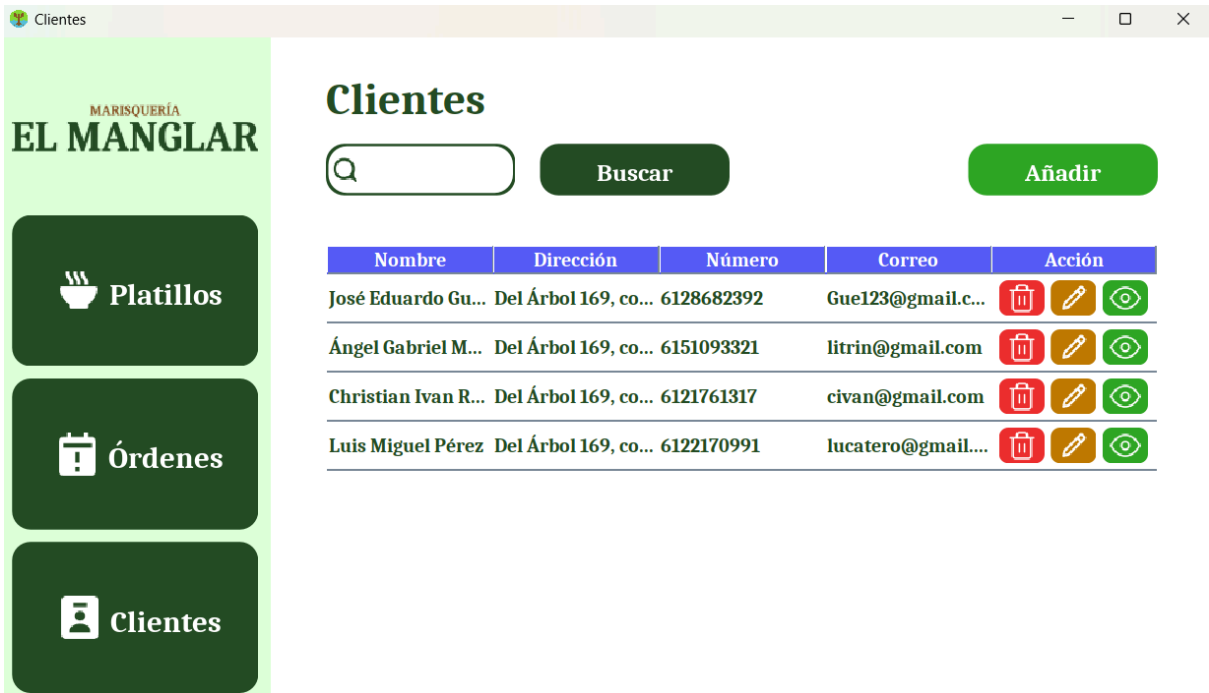 Clientes
MARISQUERÍA
EL MANGLAR
Platillos
Órdenes
Clientes
Clientes
Buscar
Añadir
Nombre Dirección Número Correo Acción
José Eduardo Gu... Del Árbol 169, co... 6128682392 Gue123@gmail.c...
Ángel Gabriel M... Del Árbol 169, co... 6151093321 litrin@gmail.com
Christian Ivan R... Del Árbol 169, co... 6121761317 civan@gmail.com
Luis Miguel Pérez Del Árbol 169, co... 6122170991 lucatero@gmail....